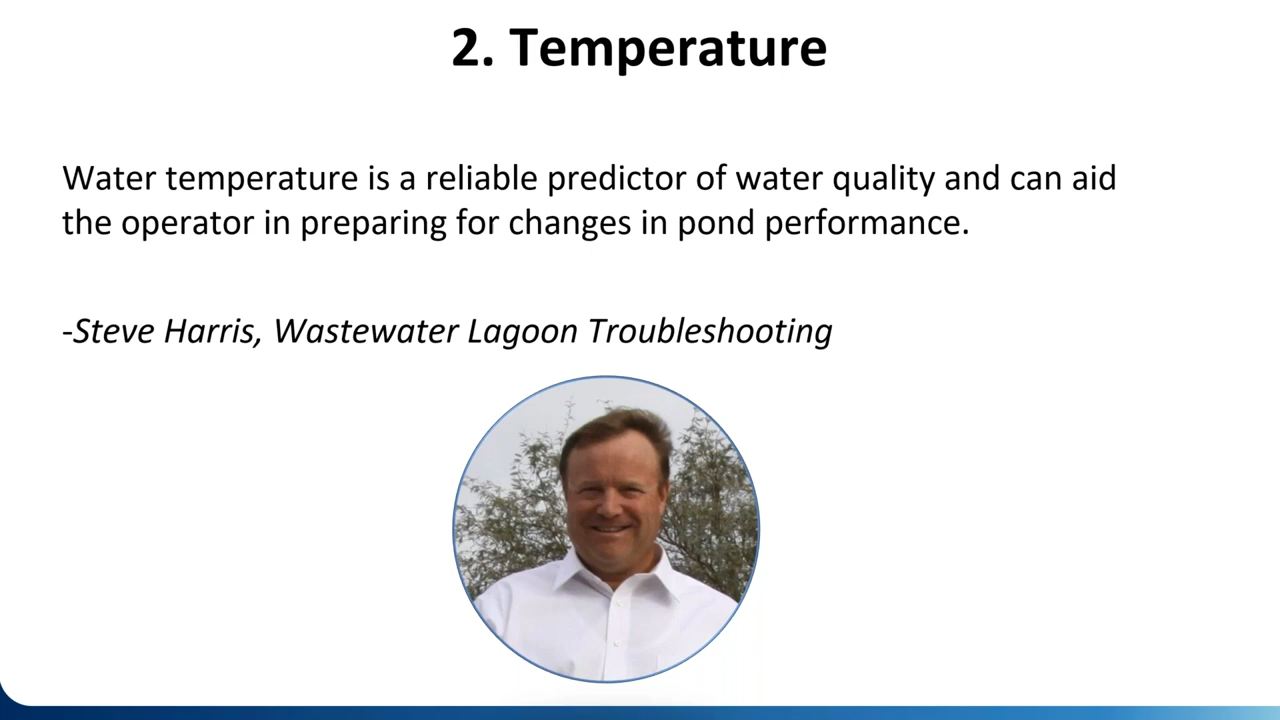 2. Temperature
Water temperature is a reliable predictor of water quality and can aid
the operator in preparing for changes in pond performance.
-Steve Harris, Wastewater Lagoon Troubleshooting